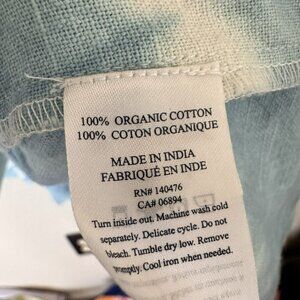 100% ORGANIC COTTON
100% COTON ORGANIQUE
MADE IN INDIA
FABRIQUÉ EN INDE
RN# 140476
CA# 06894
Turn inside out. Machine wash cold
separately. Delicate cycle. Do not
bleach. Tumble dry low. Remove
promptly. Cool iron when needed.